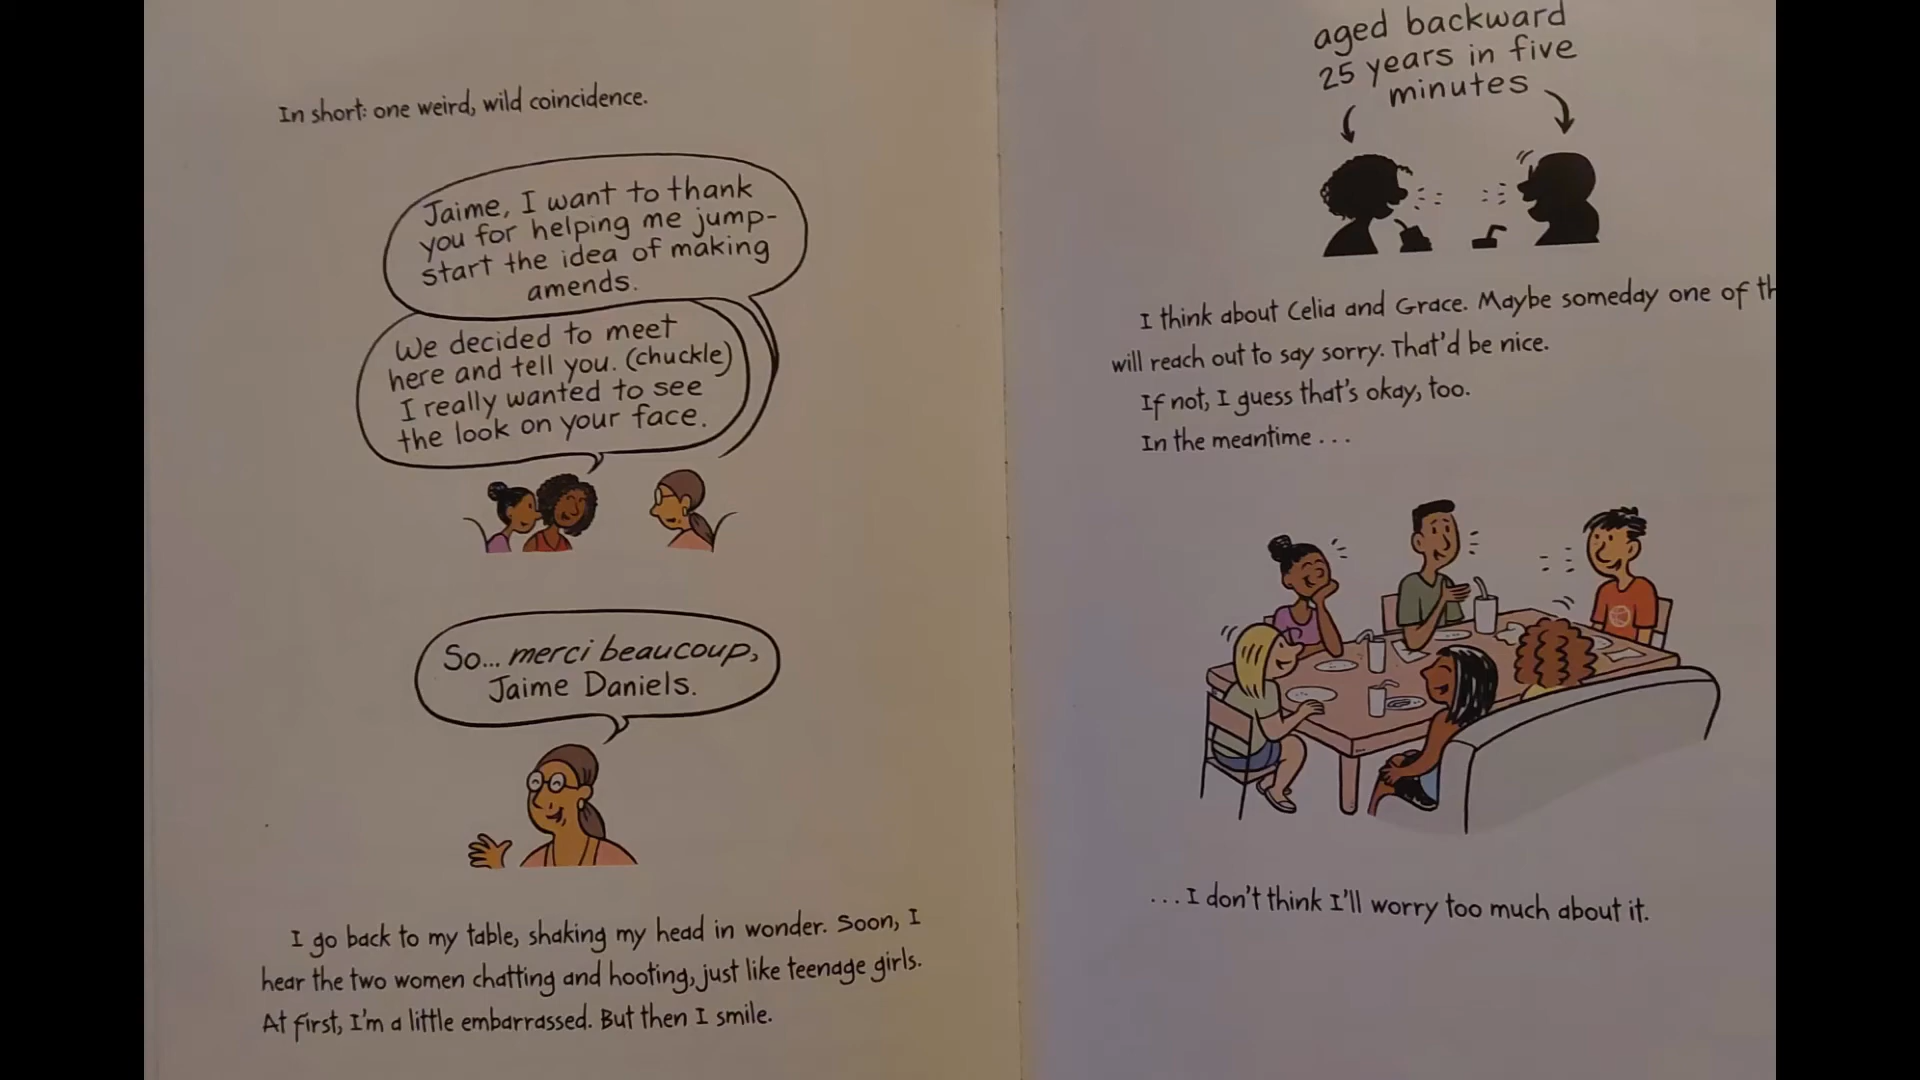 In short: one weird, wild coincidence.
Jaime, I want to thank
you for helping me jump-
start the idea of making
amends.
We decided to meet
here and tell you. (chuckle)
I really wanted to see
the look on your face.
So... merci beaucoup,
Jaime Daniels.
I go back to my table, shaking my head in wonder. Soon, I
hear the two women chatting and hooting, just like teenage girls.
At first, I'm a little embarrassed. But then I smile.
aged backward
25 years in five
minutes
I think about Celia and Grace. Maybe someday one of
will reach out to say sorry. That'd be nice.
If not, I guess that's okay, too.
In the meantime . . .
. . . I don't think I'll worry too much about it.